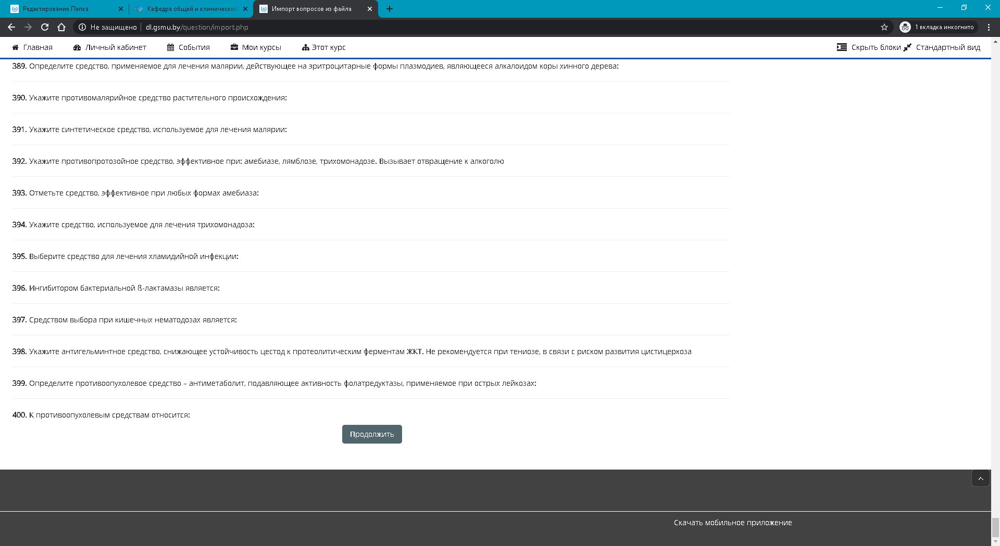 Редактирование Папка
Кафедра общей и клинической
Импорт вопросов из файла
Не защищено
dl.gsmu.by/question/import.php
1 вкладка инкогнито
Главная
Личный кабинет
События
Мои курсы
Этот курс
Скрыть блоки
Стандартный вид
389. Определите средство, применяемое для лечения малярии, действующее на эритроцитарные формы плазмодиев, являющееся алкалоидом коры хинного дерева:
390. Укажите противомалярийное средство растительного происхождения:
391. Укажите синтетическое средство, используемое для лечения малярии:
392. Укажите противопротозойное средство, эффективное при: амебиазе, лямблозе, трихомонадозе. Вызывает отвращение к алкоголю
393. Отметьте средство, эффективное при любых формах амебиаза:
394. Укажите средство, используемое для лечения трихомонадоза:
395. Выберите средство для лечения хламидийной инфекции:
396. Ингибитором бактериальной ß-лактамазы является:
397. Средством выбора при кишечных нематодозах является:
398. Укажите антигельминтное средство, снижающее устойчивость цестод к протеолитическим ферментам ЖКТ. Не рекомендуется при тениозе, в связи с риском развития цистицеркоза
399. Определите противоопухолевое средство – антиметаболит, подавляющее активность фолатредуктазы, применяемое при острых лейкозах:
400. К противоопухолевым средствам относится:
Продолжить
Скачать мобильное приложение